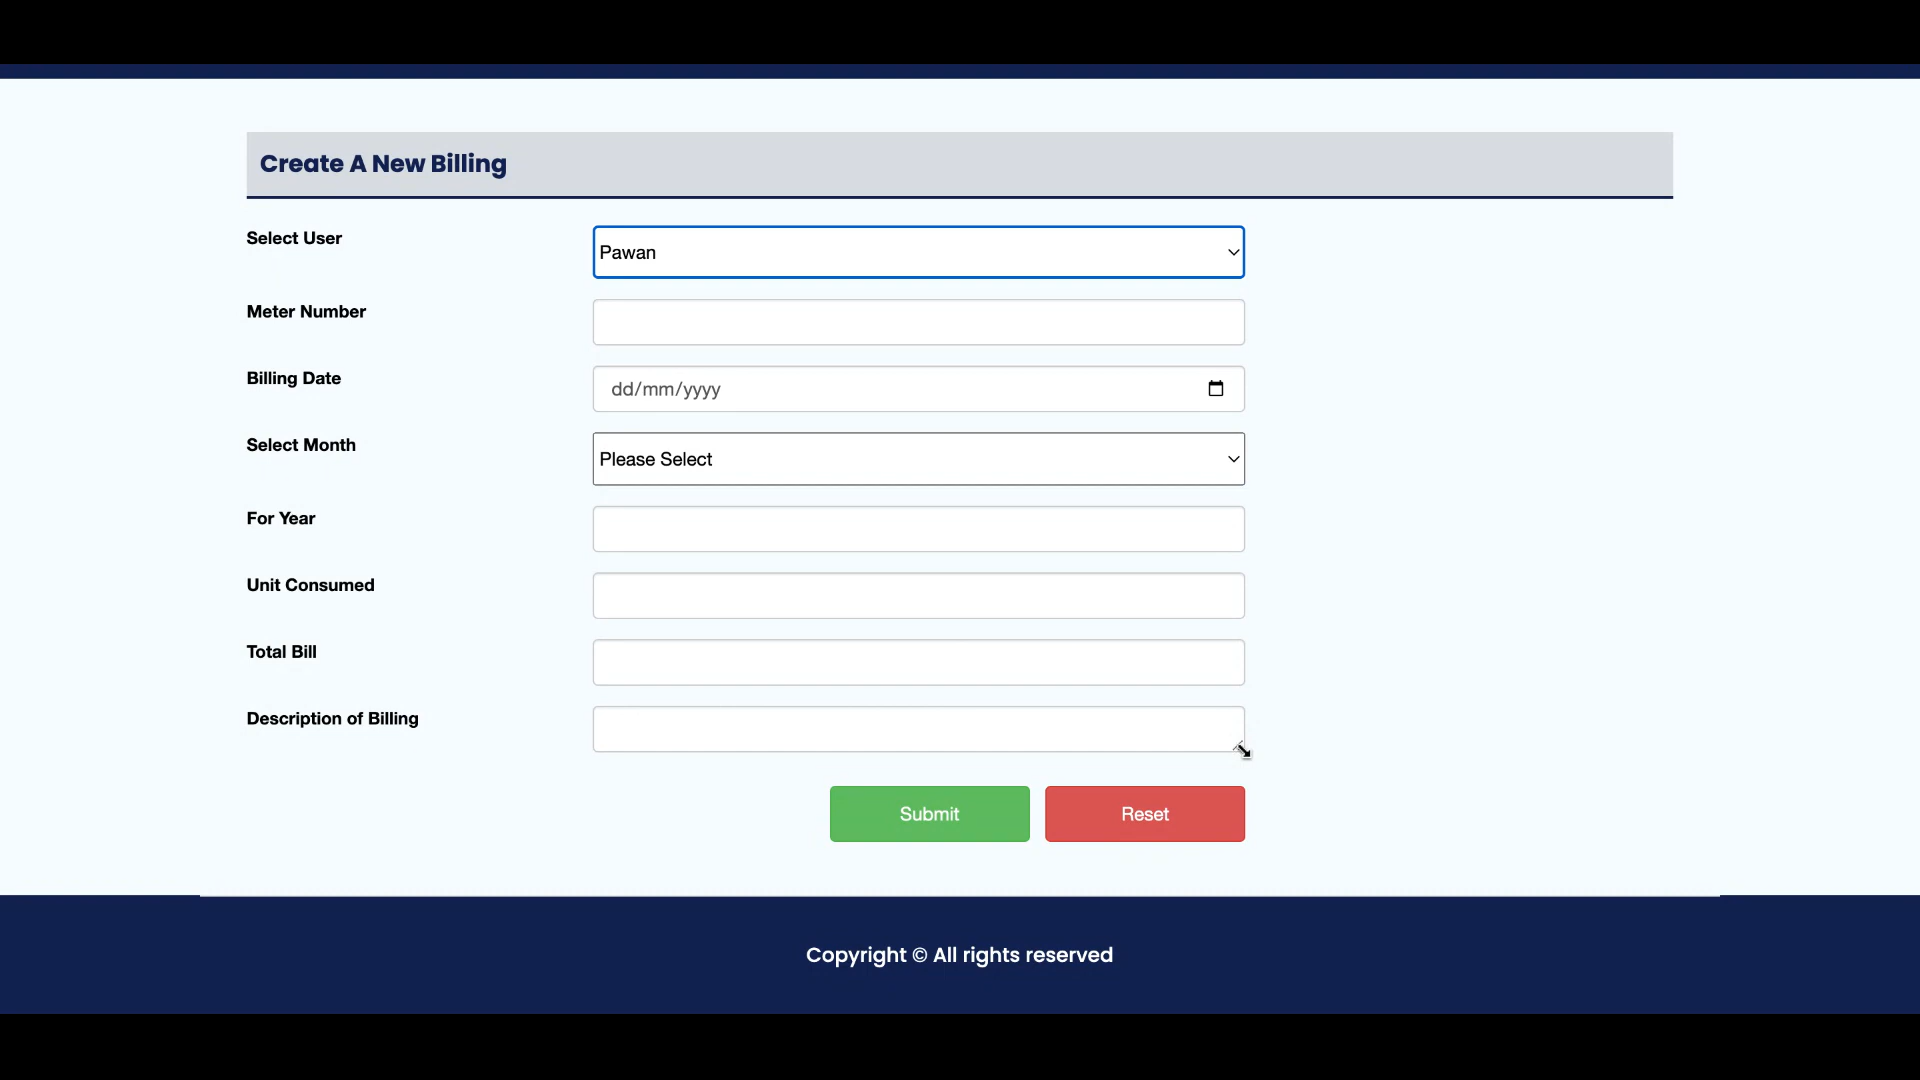 Create A New Billing
Select User
Pawan
Meter Number
Billing Date
dd/mm/yyyy
Select Month
Please Select
For Year
Unit Consumed
Total Bill
Description of Billing
Submit
Reset
Copyright © All rights reserved